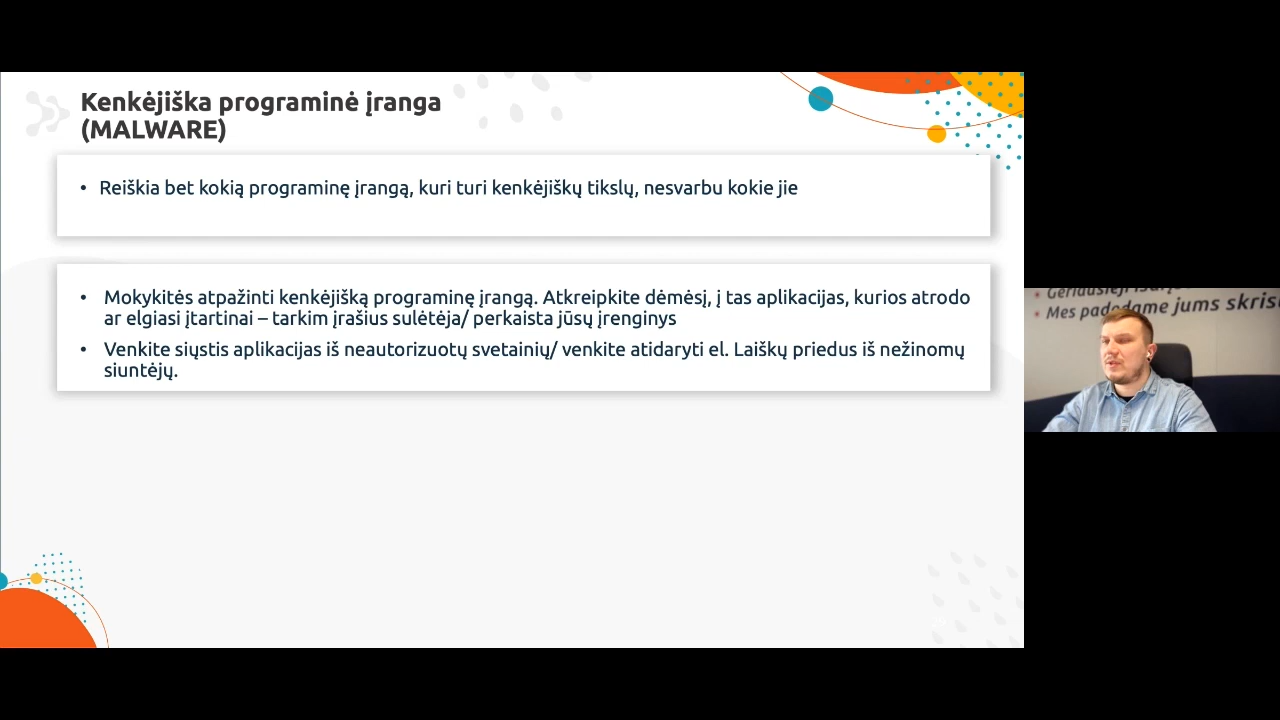 Kenkėjiška programinė įranga
(MALWARE)
• Reiškia bet kokią programinę įrangą, kuri turi kenkėjiškų tikslų, nesvarbu kokie jie
• Mokykitės atpažinti kenkėjišką programinę įrangą. Atkreipkite dėmėsį, į tas aplikacijas, kurios atrodo
ar elgiasi įtartinai – tarkim įrašius sulėtėja/ perkaista jūsų įrenginys
• Venkite siųstis aplikacijas iš neautorizuotų svetainių/ venkite atidaryti el. Laiškų priedus iš nežinomų
siuntėjų.
Mes padedame jums skris